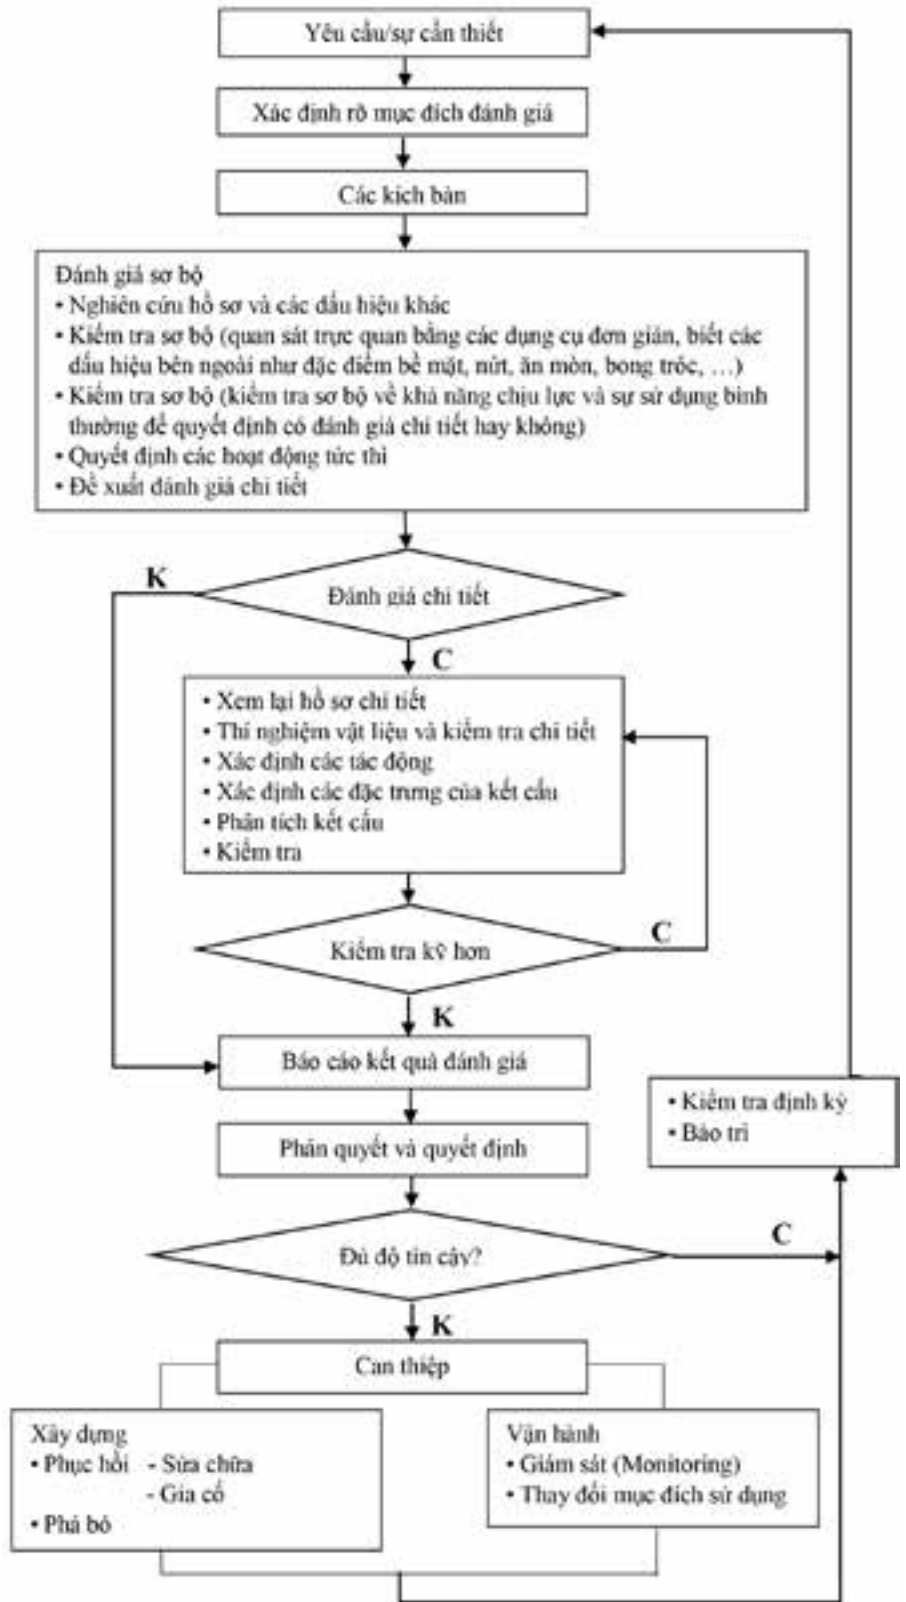 Yêu cầu/sự cần thiết
Xác định rõ mục đích đánh giá
Các kịch bản
Đánh giá sơ bộ
• Nghiên cứu hồ sơ và các dấu hiệu khác
• Kiểm tra sơ bộ (quan sát trực quan bằng các dụng cụ đơn giản, biết các
dấu hiệu bên ngoài như đặc điểm bề mặt, nứt, ăn mòn, bong tróc, …)
• Kiểm tra sơ bộ (kiểm tra sơ bộ về khả năng chịu lực và sự sử dụng bình
thường để quyết định có đánh giá chi tiết hay không)
• Quyết định các hoạt động tức thì
• Đề xuất đánh giá chi tiết
K
Đánh giá chi tiết
C
• Xem lại hồ sơ chi tiết
• Thí nghiệm vật liệu và kiểm tra chi tiết
• Xác định các tác động
• Xác định các đặc trưng của kết cấu
• Phân tích kết cấu
• Kiểm tra
Kiểm tra kỹ hơn
C
K
Báo cáo kết quả đánh giá
• Kiểm tra định kỳ
• Bảo trì
Phán quyết và quyết định
Đủ độ tin cậy?
C
K
Can thiệp
Xây dựng
• Phục hồi - Sửa chữa
- Gia cố
• Phá bỏ
Vận hành
• Giám sát (Monitoring)
• Thay đổi mục đích sử dụng